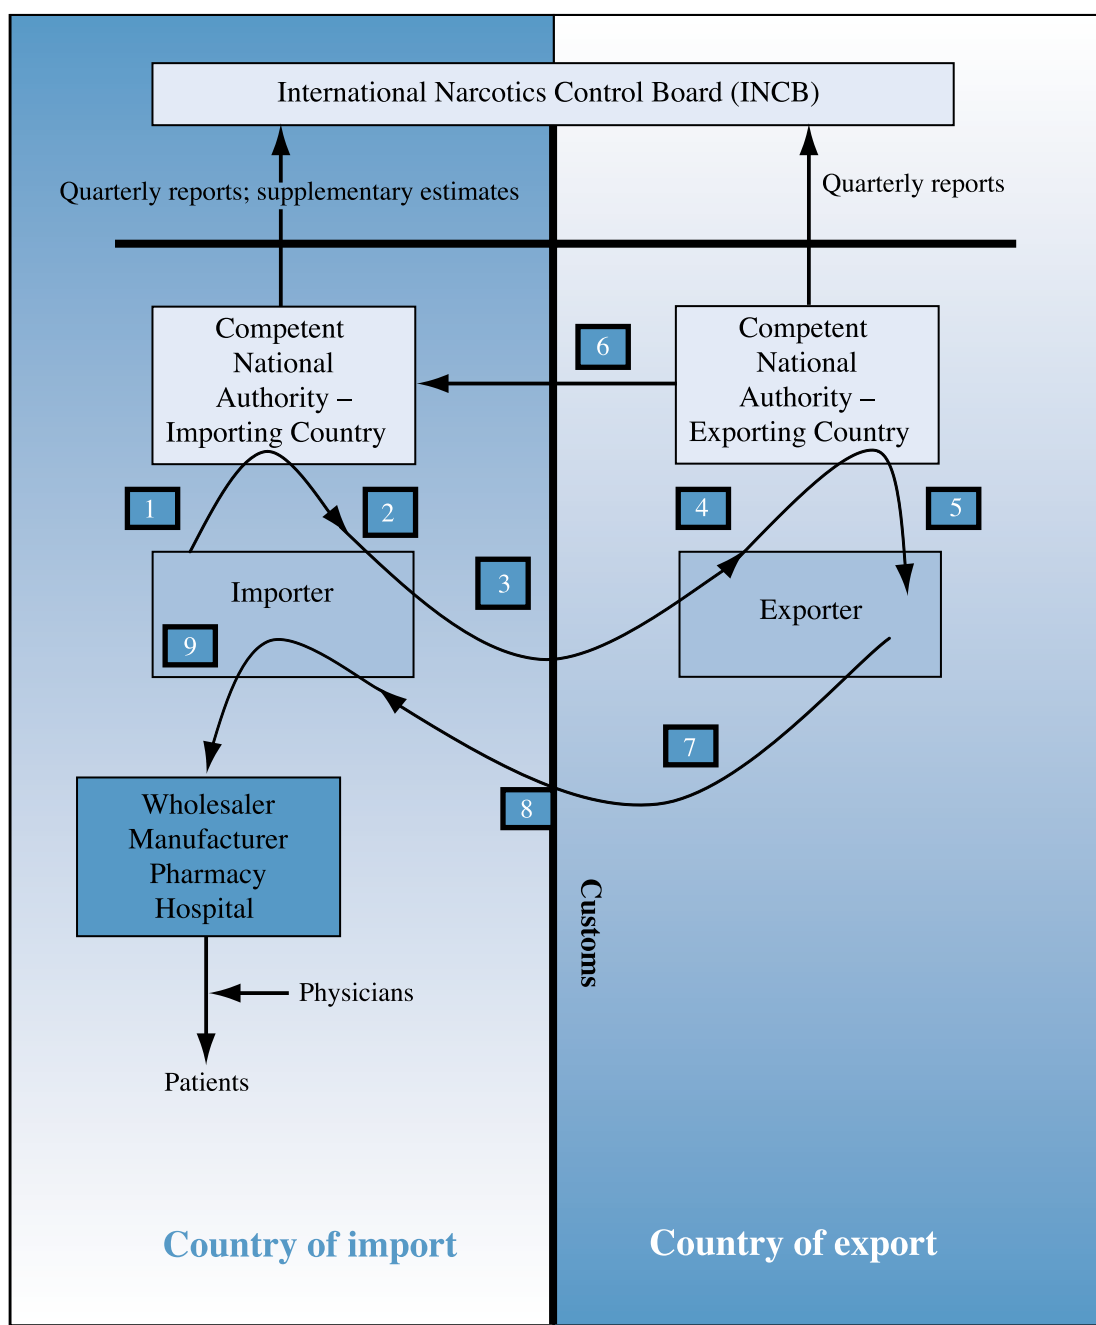 International Narcotics Control Board (INCB)
Quarterly reports; supplementary estimates
Quarterly reports
Competent
National
Authority –
Importing Country
6
Competent
National
Authority –
Exporting Country
1
2
3
4
5
Importer
9
Exporter
7
8
Wholesaler
Manufacturer
Pharmacy
Hospital
Customs
Physicians
Patients
Country of import
Country of export